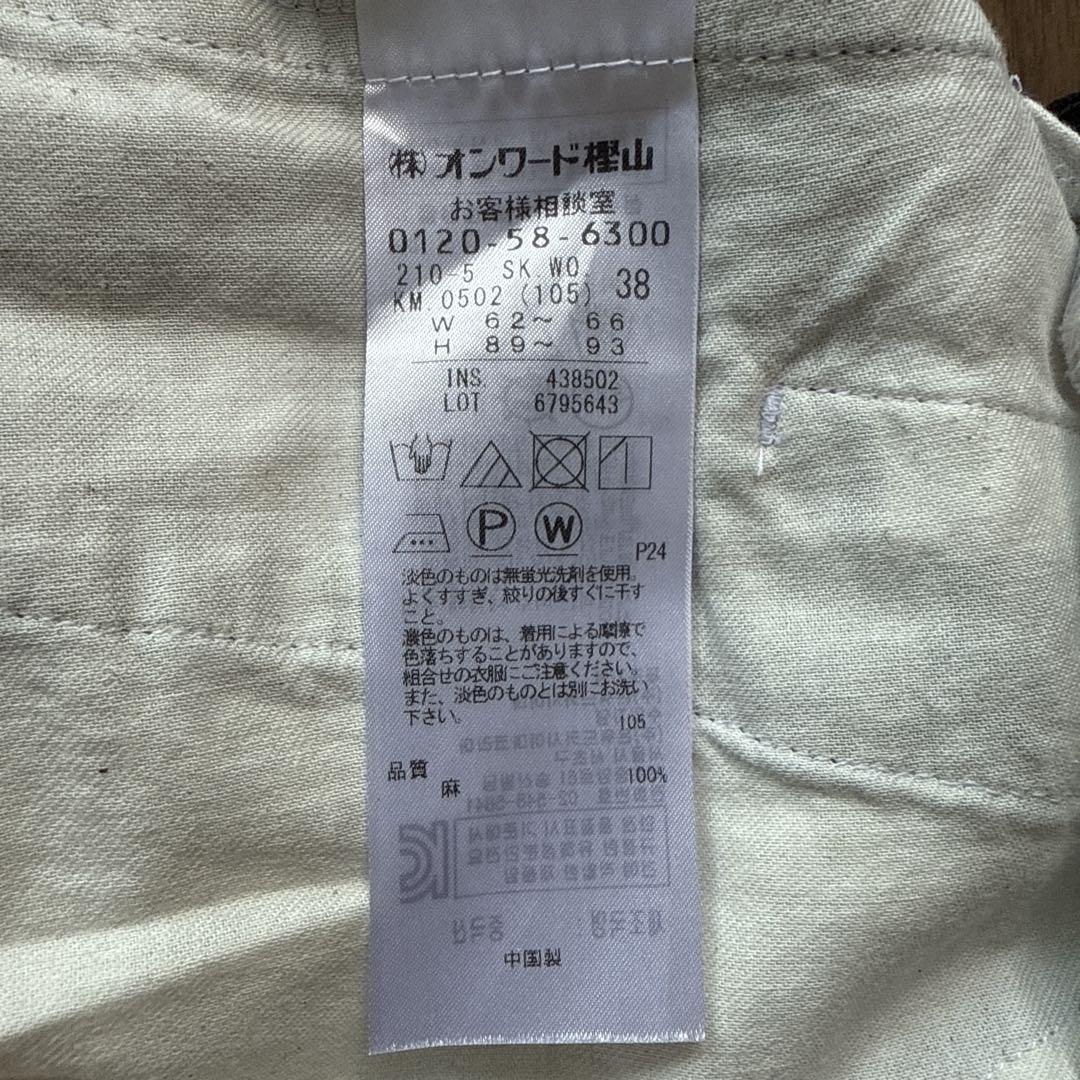 (株)オンワード樫山
お客様相談室
0120-58-6300
210-5 SK.WO.
KM 0502 (105) 38
W 62～ 66
H 89～ 93
INS 438502
LOT 6795643
P
W
P24
淡色のものは無蛍光洗剤を使用。
よくすすぎ、絞りの後すぐに干す
こと。
濃色のものは、着用による摩擦で
色落ちすることがありますので、
組合せの衣服にご注意ください。
また、淡色のものとは別にお洗い
下さい。
105
品質
麻 100%
中国製